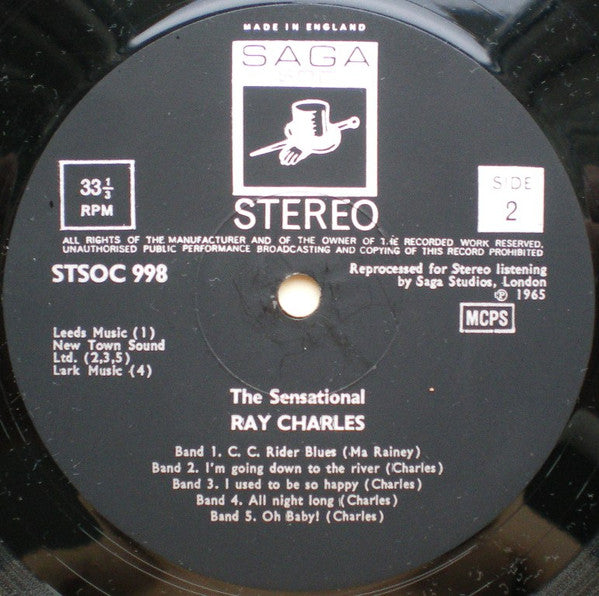 MADE IN ENGLAND
SAGA
33⅓
RPM
SIDE
2
STEREO
ALL RIGHTS OF THE MANUFACTURER AND OF THE OWNER OF THE RECORDED WORK RESERVED.
UNAUTHORISED PUBLIC PERFORMANCE BROADCASTING AND COPYING OF THIS RECORD PROHIBITED
STSOC 998
Reprocessed for Stereo listening
by Saga Studios, London
℗ 1965
MCPS
Leeds Music (1)
New Town Sound
Ltd. (2,3,5)
Lark Music (4)
The Sensational
RAY CHARLES
Band 1. C. C. Rider Blues (Ma Rainey)
Band 2. I'm going down to the river (Charles)
Band 3. I used to be so happy (Charles)
Band 4. All night long (Charles)
Band 5. Oh Baby! (Charles)